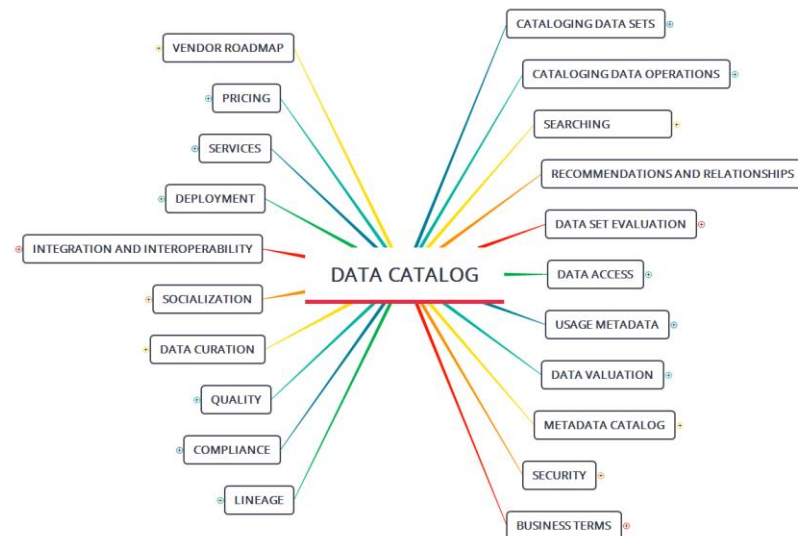 CATALOGING DATA SETS
VENDOR ROADMAP
CATALOGING DATA OPERATIONS
PRICING
SEARCHING
SERVICES
RECOMMENDATIONS AND RELATIONSHIPS
DEPLOYMENT
DATA SET EVALUATION
INTEGRATION AND INTEROPERABILITY
DATA CATALOG
DATA ACCESS
SOCIALIZATION
USAGE METADATA
DATA CURATION
DATA VALUATION
QUALITY
METADATA CATALOG
COMPLIANCE
SECURITY
LINEAGE
BUSINESS TERMS